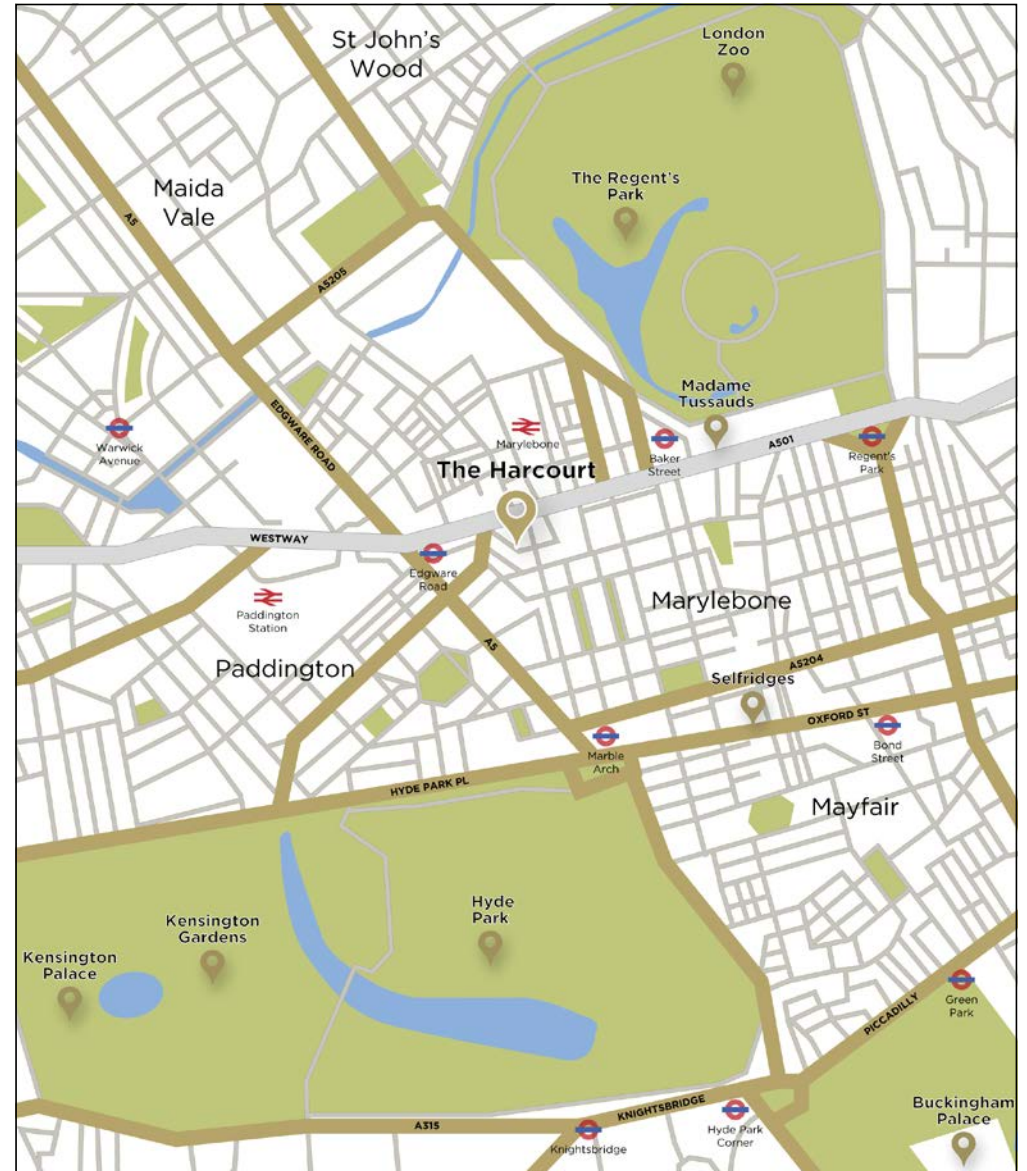 St John's
Wood
London
Zoo
The Regent's
Park
Maida
Vale
A5
A5205
Madame
Tussauds
EDGWARE ROAD
Warwick
Avenue
Marylebone
Baker
Street
A501
Regent's
Park
The Harcourt
WESTWAY
Edgware
Road
Paddington
Station
Marylebone
Paddington
A5
A5204
Selfridges
OXFORD ST
Marble
Arch
Bond
Street
HYDE PARK PL
Mayfair
Hyde
Park
Kensington
Gardens
Kensington
Palace
Green
Park
PICCADILLY
Buckingham
Palace
KNIGHTSBRIDGE
A315
Knightsbridge
Hyde Park
Corner